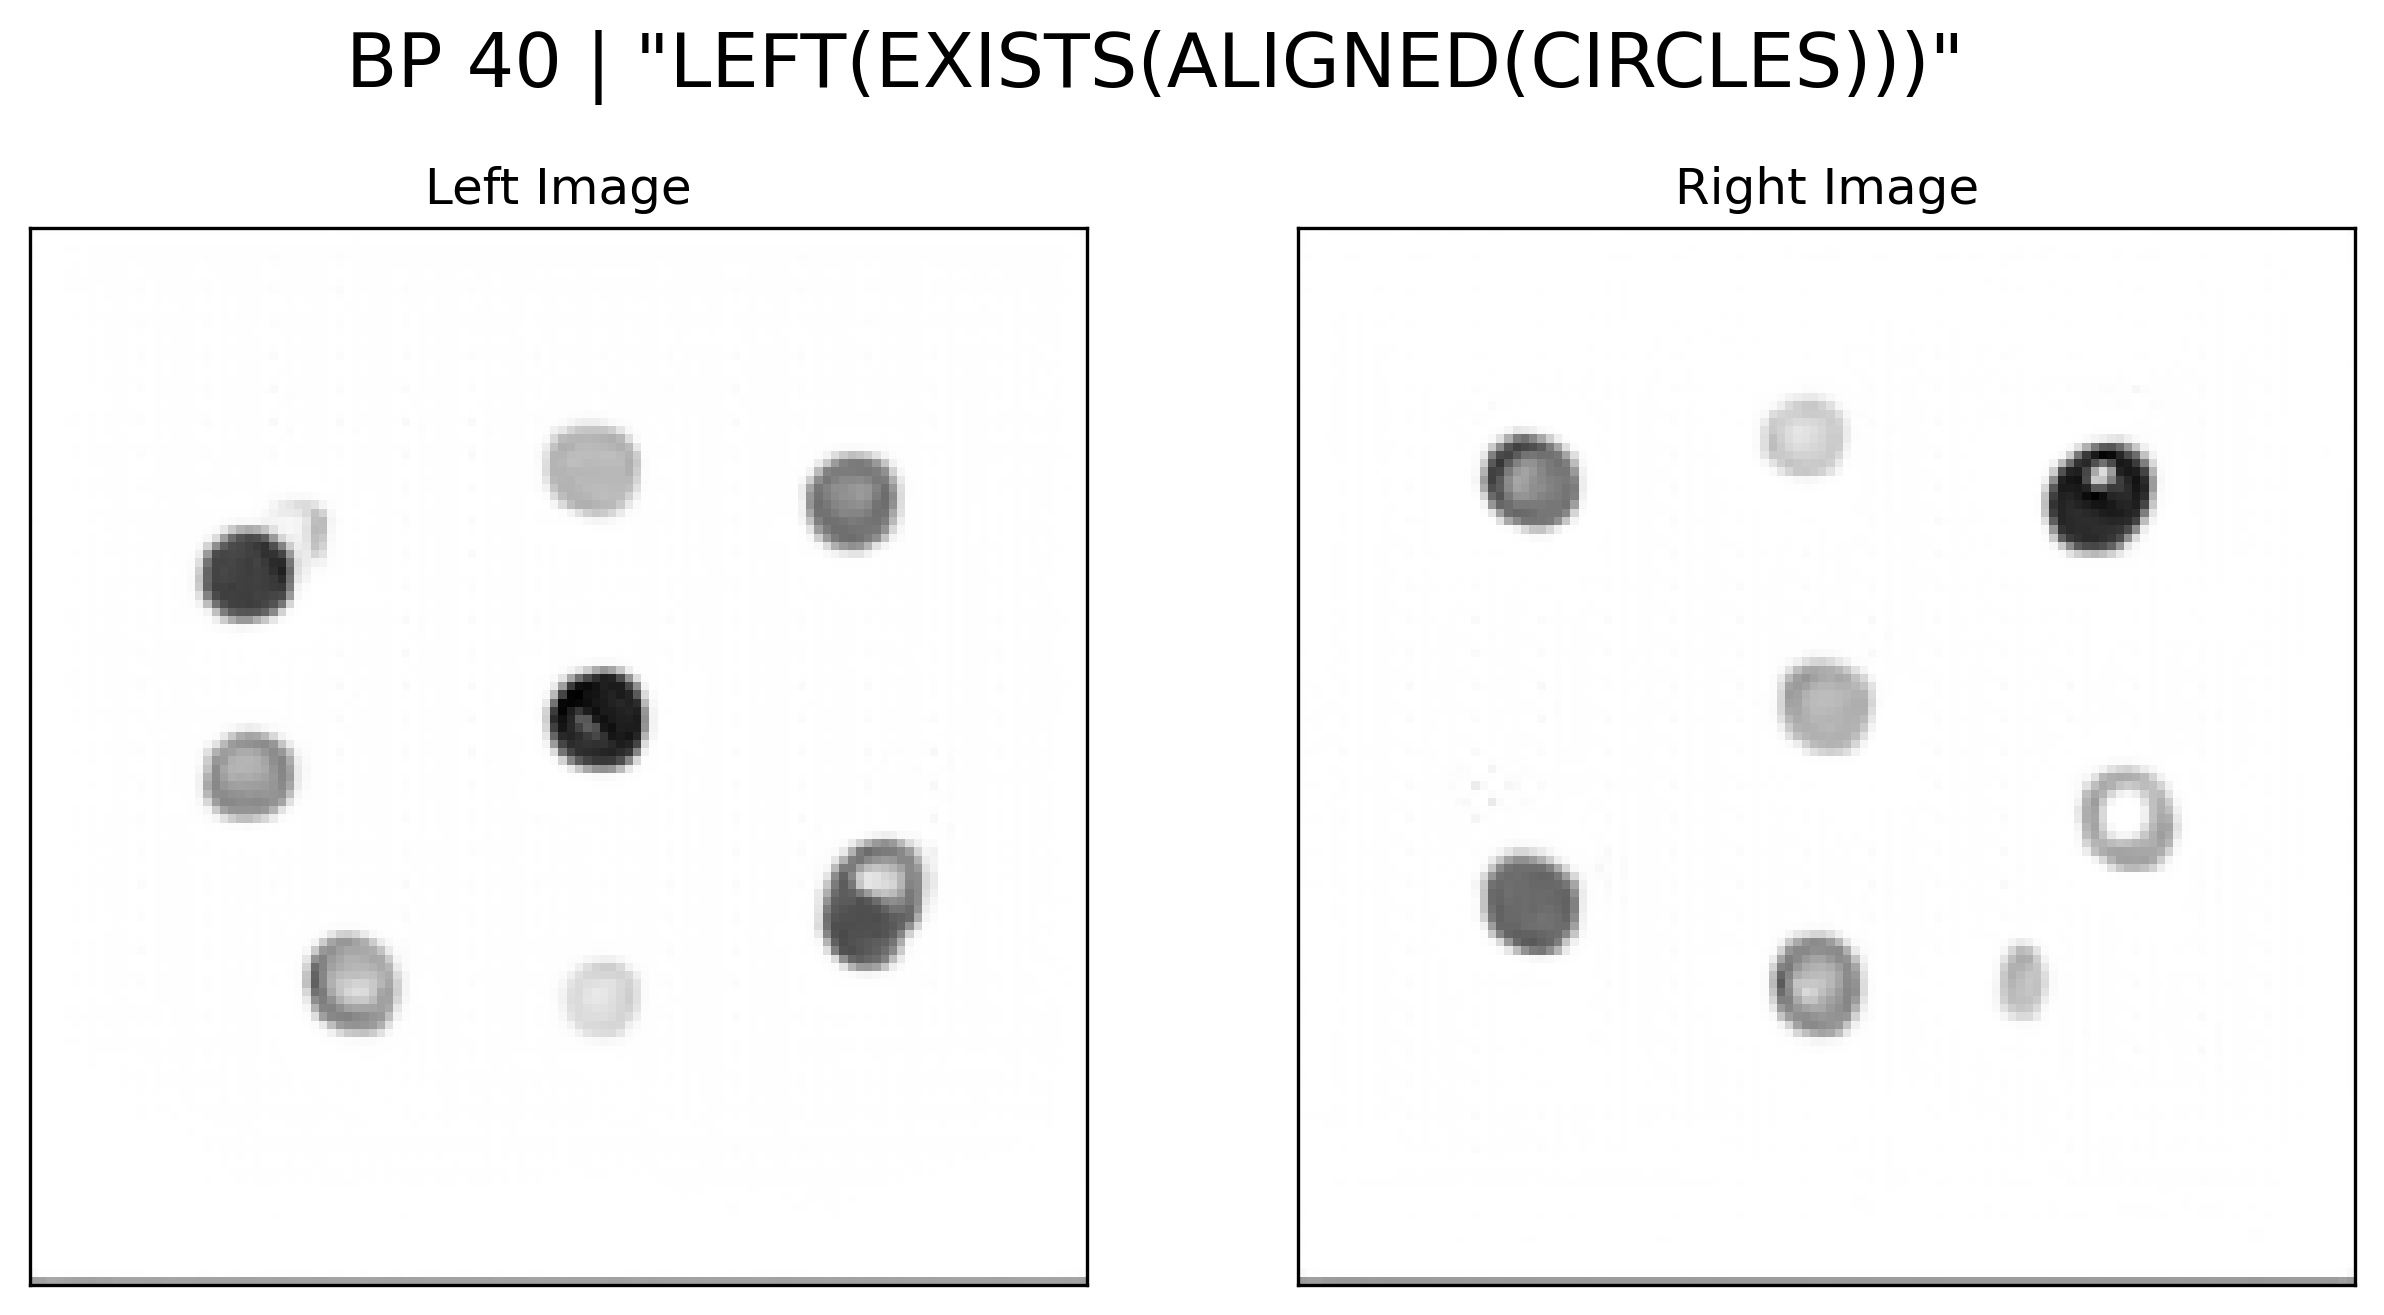 BP 40 | "LEFT(EXISTS(ALIGNED(CIRCLES)))"
Left Image
Right Image